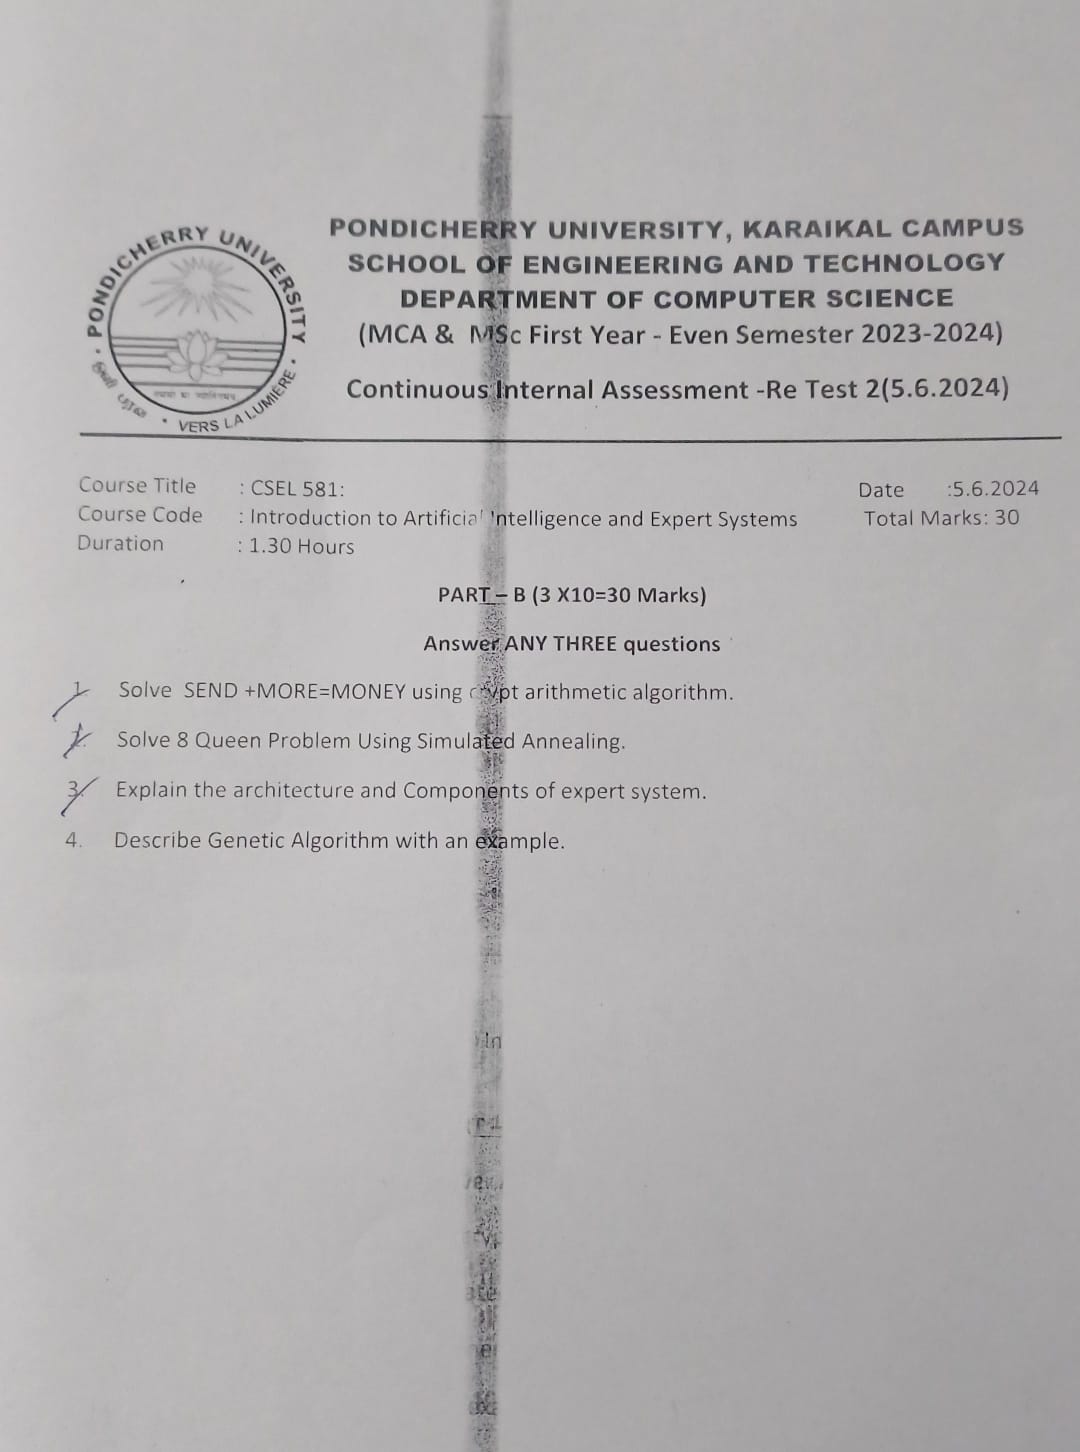 PONDICHERRY UNIVERSITY
VERS LA LUMIÈRE
PONDICHERRY UNIVERSITY, KARAIKAL CAMPUS
SCHOOL OF ENGINEERING AND TECHNOLOGY
DEPARTMENT OF COMPUTER SCIENCE
(MCA & MSc First Year - Even Semester 2023-2024)
Continuous Internal Assessment -Re Test 2(5.6.2024)
Course Title : CSEL 581: Date :5.6.2024
Course Code : Introduction to Artificial Intelligence and Expert Systems Total Marks: 30
Duration : 1.30 Hours
PART – B (3 X10=30 Marks)
Answer ANY THREE questions
1. Solve SEND +MORE=MONEY using crypt arithmetic algorithm.
2. Solve 8 Queen Problem Using Simulated Annealing.
3. Explain the architecture and Components of expert system.
4. Describe Genetic Algorithm with an example.